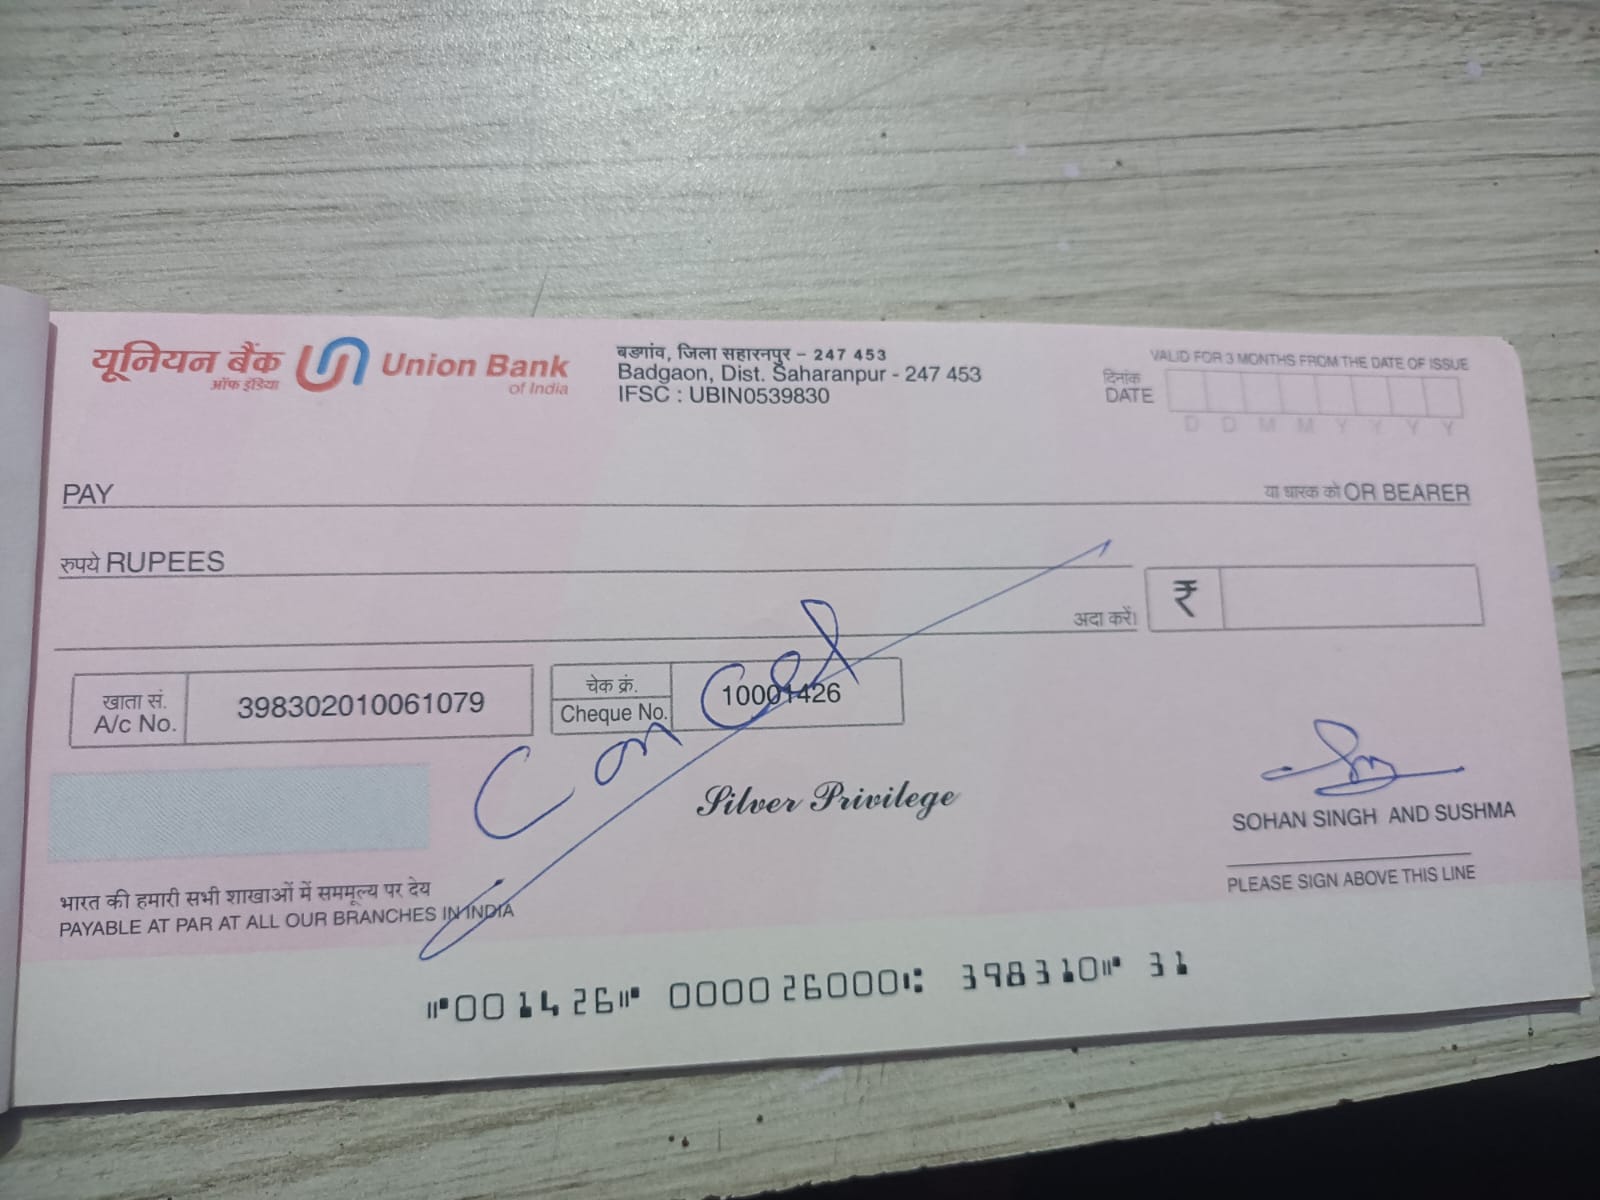 यूनियन बैंक
ऑफ इंडिया
Union Bank
of India
बड़गांव, जिला सहारनपुर - 247 453
Badgaon, Dist. Saharanpur - 247 453
IFSC : UBIN0539830
VALID FOR 3 MONTHS FROM THE DATE OF ISSUE
दिनांक
DATE
D D M M Y Y Y Y
PAY
या धारक को OR BEARER
रुपये RUPEES
अदा करें।
₹
खाता सं.
A/c No.
398302010061079
चेक क्रं.
Cheque No.
10001426
Cancel
Silver Privilege
SOHAN SINGH AND SUSHMA
PLEASE SIGN ABOVE THIS LINE
भारत की हमारी सभी शाखाओं में सममूल्य पर देय
PAYABLE AT PAR AT ALL OUR BRANCHES IN INDIA
⑈001426⑈ 000026000⑆ 398310⑈ 31